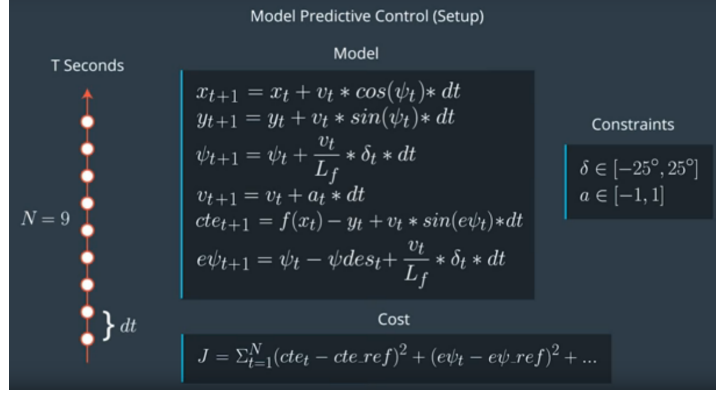 Model Predictive Control (Setup)
T Seconds
N = 9
} dt
Model
x_{t+1} = x_t + v_t * cos(ψ_t) * dt
y_{t+1} = y_t + v_t * sin(ψ_t) * dt
ψ_{t+1} = ψ_t + \frac{v_t}{L_f} * δ_t * dt
v_{t+1} = v_t + a_t * dt
cte_{t+1} = f(x_t) − y_t + v_t * sin(eψ_t) * dt
eψ_{t+1} = ψ_t − ψdes_t + \frac{v_t}{L_f} * δ_t * dt
Constraints
δ ∈ [−25°, 25°]
a ∈ [−1, 1]
Cost
J = Σ_{t=1}^{N} (cte_t − cte_ref)^2 + (eψ_t − eψ_ref)^2 + ...